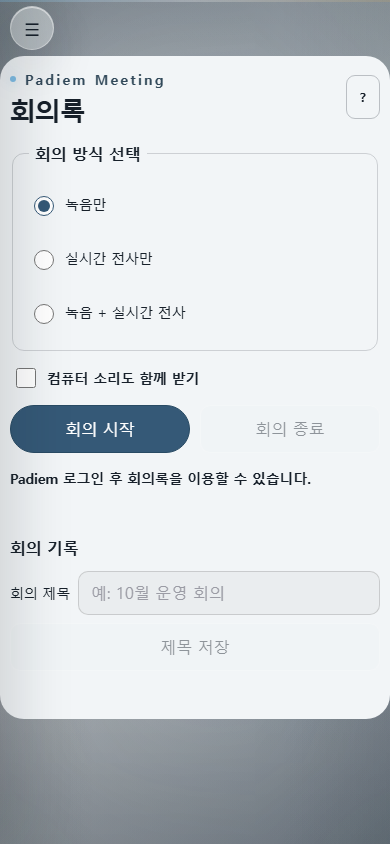 ☰
Padiem Meeting
회의록
?
회의 방식 선택
녹음만
실시간 전사만
녹음 + 실시간 전사
컴퓨터 소리도 함께 받기
회의 시작
회의 종료
Padiem 로그인 후 회의록을 이용할 수 있습니다.
회의 기록
회의 제목
예: 10월 운영 회의
제목 저장